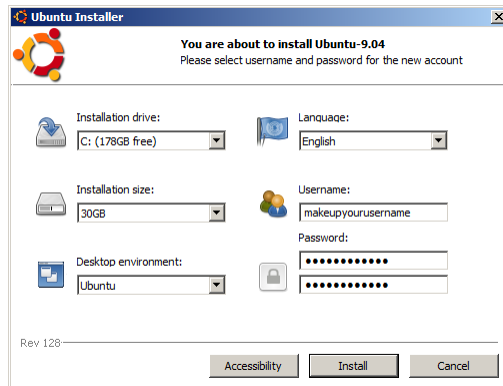 Ubuntu Installer
You are about to install Ubuntu-9.04
Please select username and password for the new account
Installation drive:
C: (178GB free)
Language:
English
Installation size:
30GB
Username:
makeupyourusername
Password:
●●●●●●●●●●●●
Desktop environment:
Ubuntu
●●●●●●●●●●●●
Rev 128
Accessibility
Install
Cancel